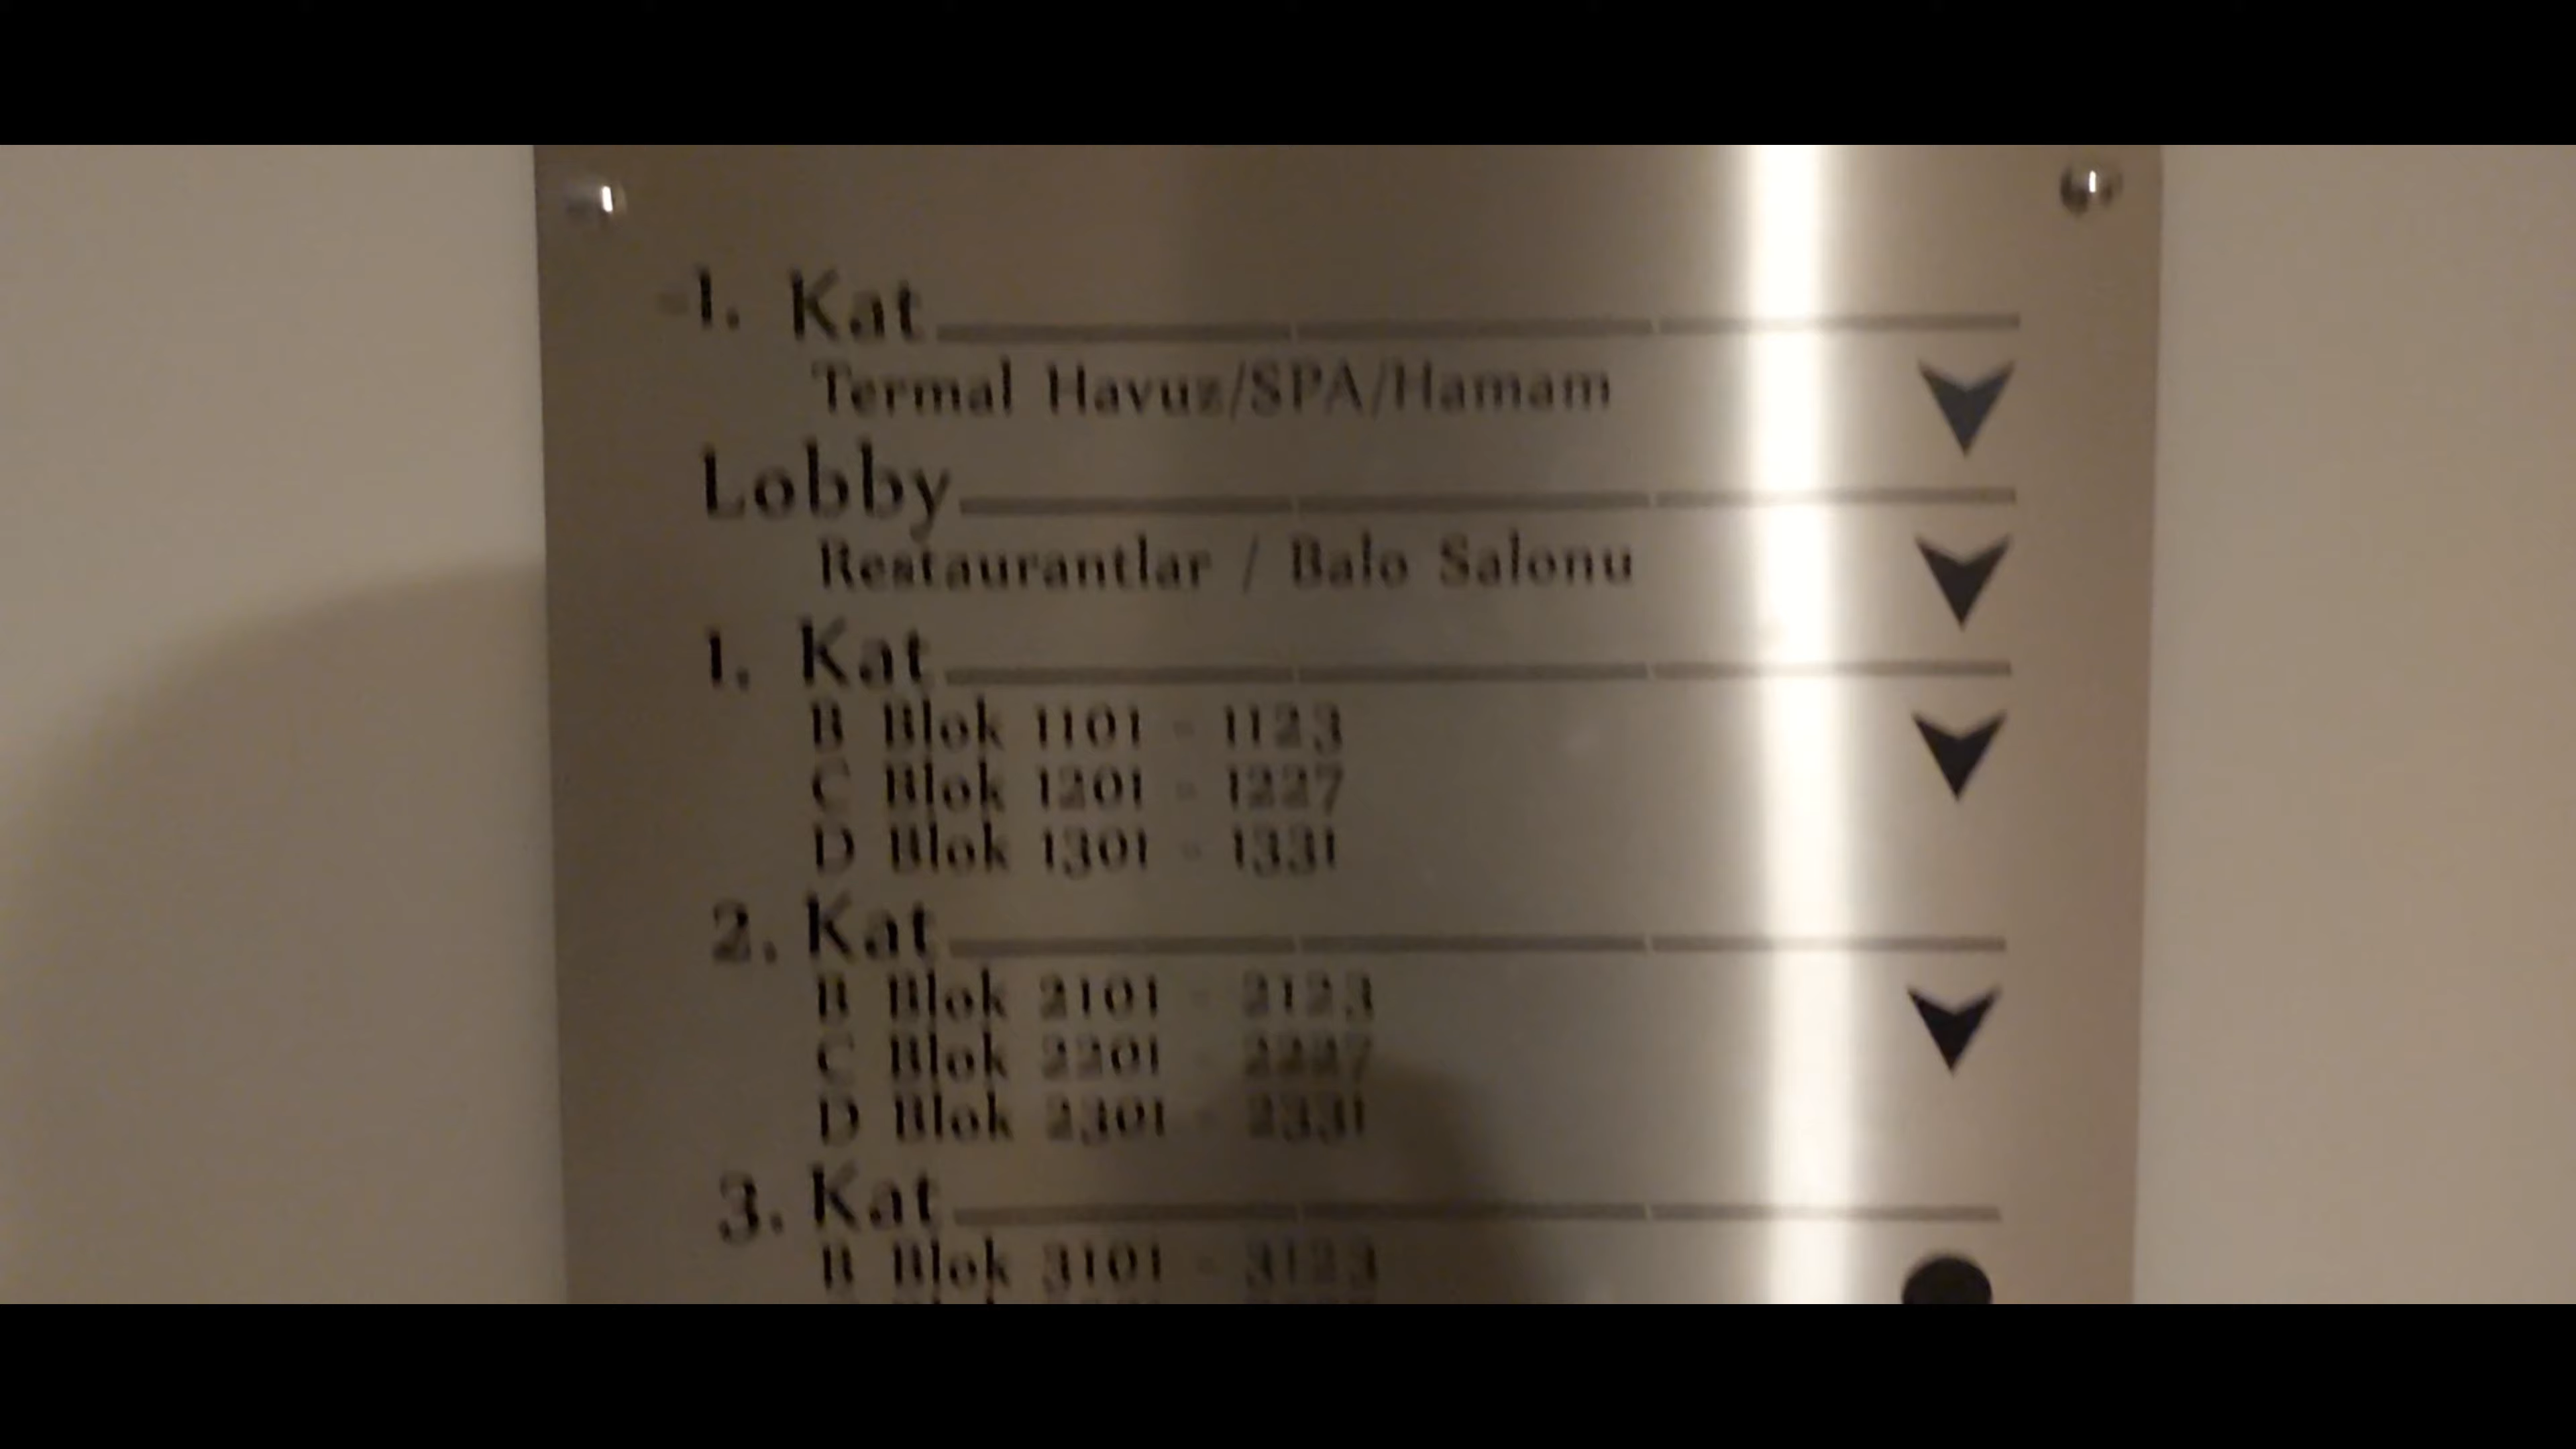 -1. Kat
Termal Havuz/SPA/Hamam
Lobby
Restaurantlar / Balo Salonu
1. Kat
B Blok 1101 - 1123
C Blok 1201 - 1227
D Blok 1301 - 1331
2. Kat
B Blok 2101 - 2123
C Blok 2201 - 2227
D Blok 2301 - 2331
3. Kat
B Blok 3101 - 3123